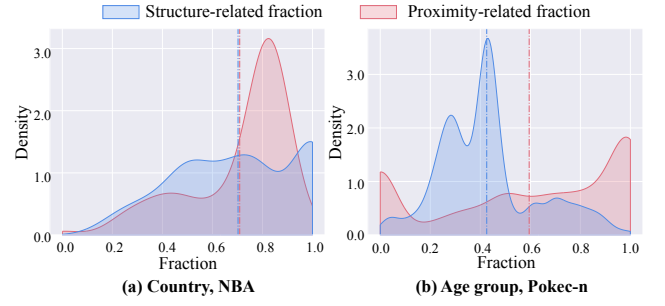 Structure-related fraction Proximity-related fraction
3.0
2.0
1.0
0.0
Density
0.0 0.2 0.4 0.6 0.8 1.0
Fraction
(a) Country, NBA
3.0
2.0
1.0
0.0
Density
0.0 0.2 0.4 0.6 0.8 1.0
Fraction
(b) Age group, Pokec-n